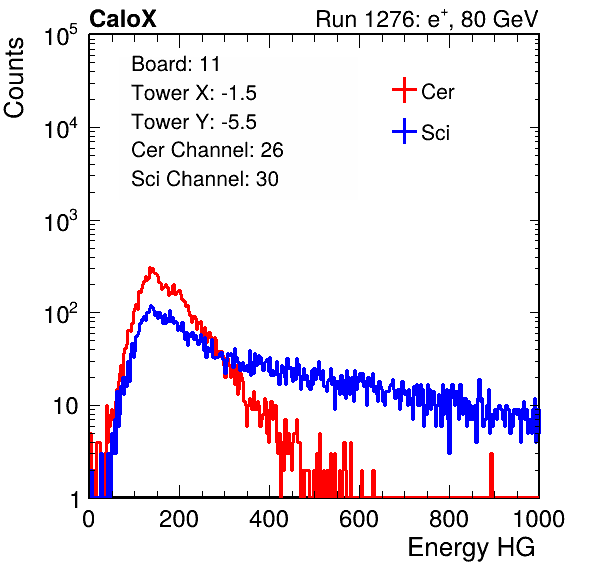 CaloX Run 1276: e⁺, 80 GeV
Counts
Board: 11
Tower X: -1.5
Tower Y: -5.5
Cer Channel: 26
Sci Channel: 30
Cer
Sci
10⁵
10⁴
10³
10²
10
1
0 200 400 600 800 1000
Energy HG